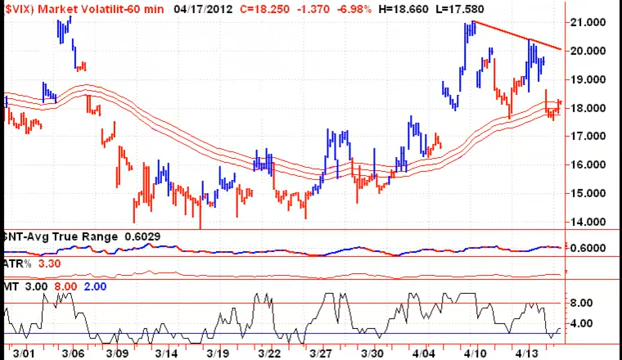 ($VIX) Market Volatilit-60 min 04/17/2012 C=18.250 -1.370 -6.98% H=18.660 L=17.580
21.000
20.000
19.000
18.000
17.000
16.000
15.000
14.000
$NT-Avg True Range 0.6029
0.6000
ATR% 3.30
MT 3.00 8.00 2.00
8.00
4.00
3/01 3/06 3/09 3/14 3/19 3/22 3/27 3/30 4/04 4/10 4/13